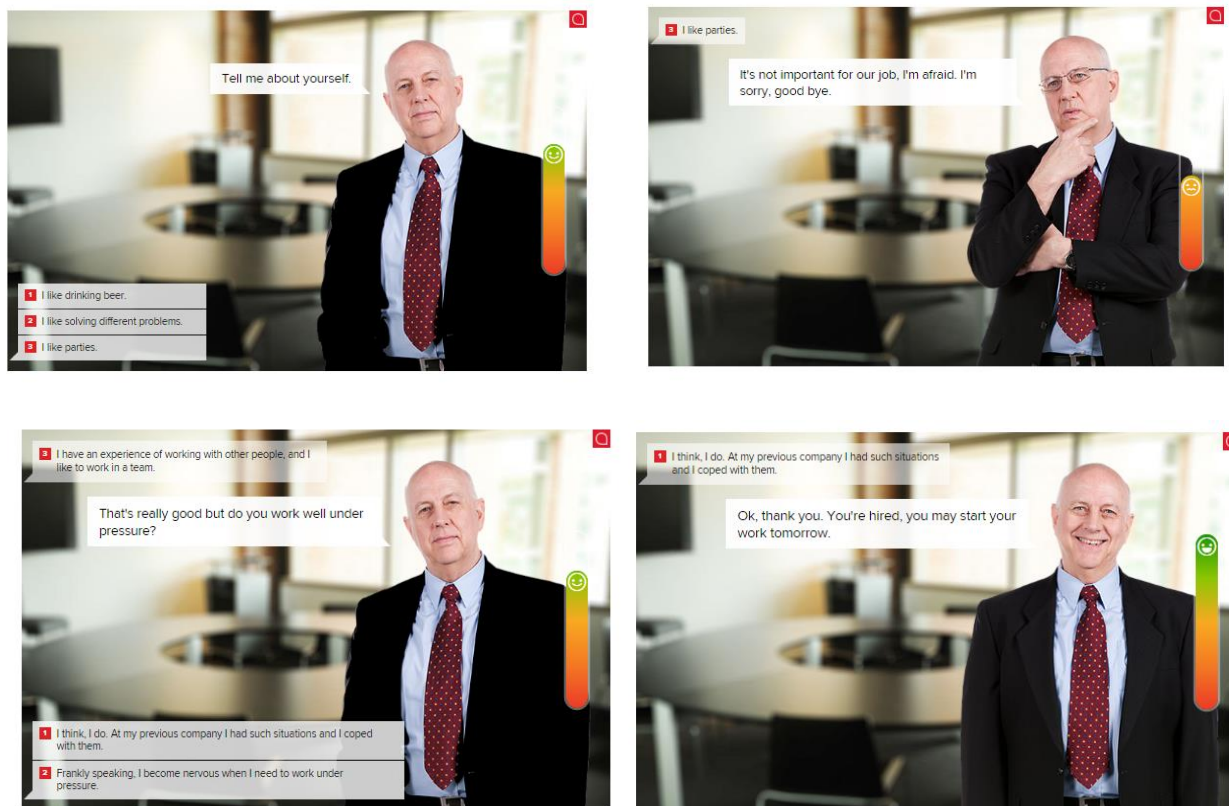 Tell me about yourself.
1 I like drinking beer.
2 I like solving different problems.
3 I like parties.
3 I like parties.
It's not important for our job, I'm afraid. I'm
sorry, good bye.
3 I have an experience of working with other people, and I
like to work in a team.
That's really good but do you work well under
pressure?
1 I think, I do. At my previous company I had such situations and I coped
with them.
2 Frankly speaking, I become nervous when I need to work under
pressure.
1 I think, I do. At my previous company I had such situations
and I coped with them.
Ok, thank you. You're hired, you may start your
work tomorrow.